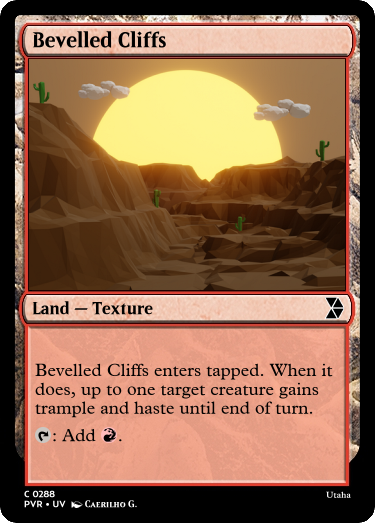 Bevelled Cliffs
Land — Texture
Bevelled Cliffs enters tapped. When it
does, up to one target creature gains
trample and haste until end of turn.
: Add .
C 0288
PVR • UV Caerilho G.
Utaha